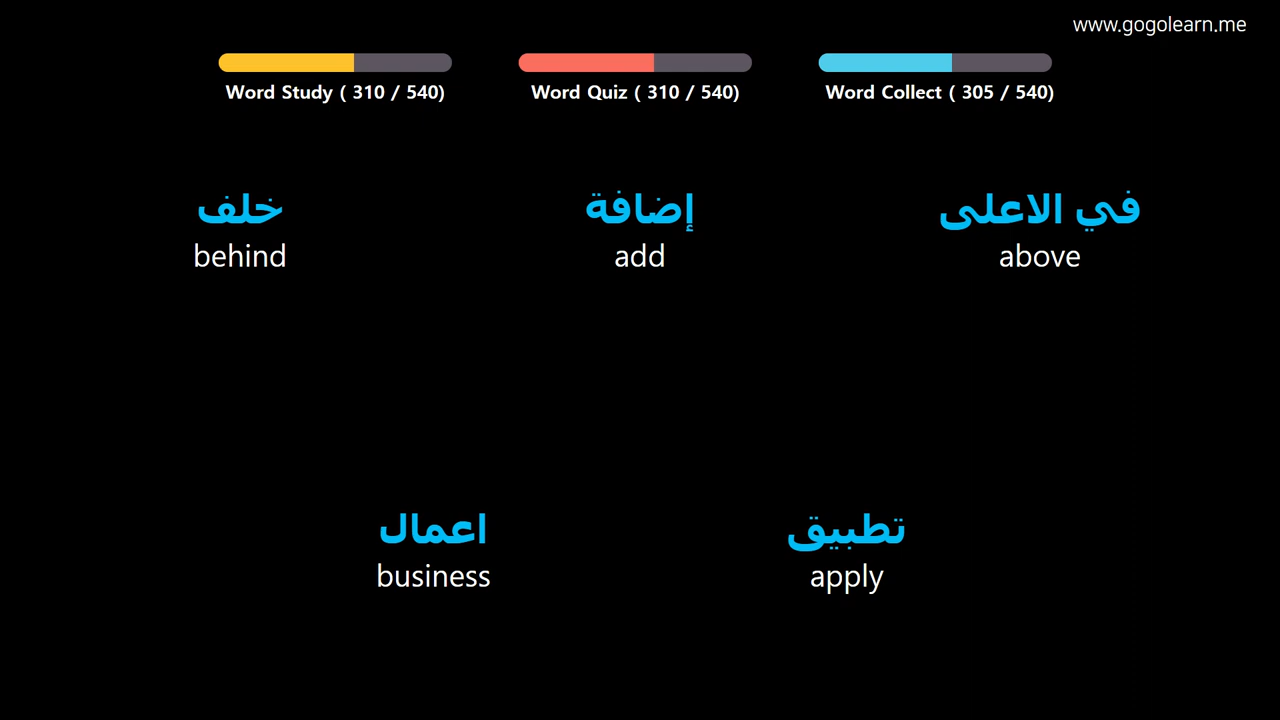 www.gogolearn.me
Word Study ( 310 / 540)
Word Quiz ( 310 / 540)
Word Collect ( 305 / 540)
خلف
behind
إضافة
add
في الاعلى
above
اعمال
business
تطبيق
apply